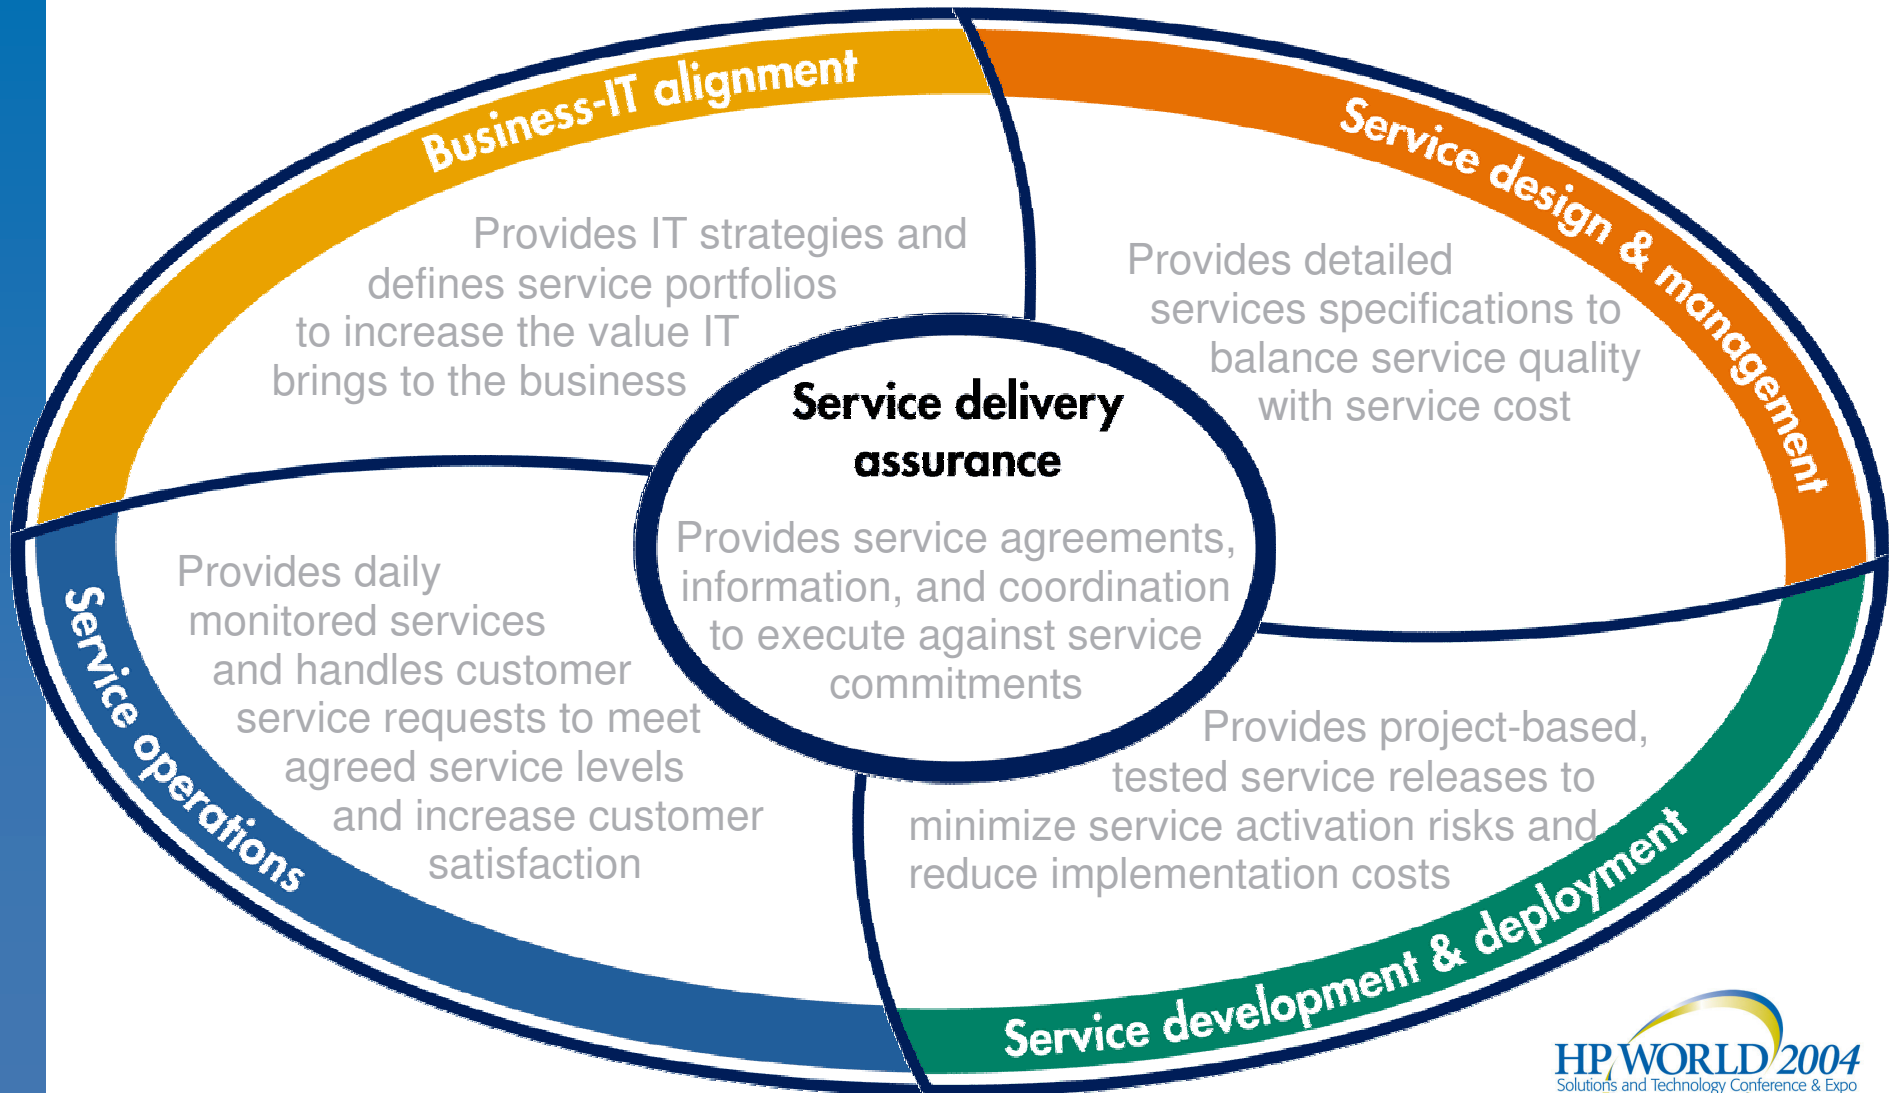 Business-IT alignment
Provides IT strategies and
defines service portfolios
to increase the value IT
brings to the business
Service design & management
Provides detailed
services specifications to
balance service quality
with service cost
Service delivery
assurance
Provides service agreements,
information, and coordination
to execute against service
commitments
Service operations
Provides daily
monitored services
and handles customer
service requests to meet
agreed service levels
and increase customer
satisfaction
Provides project-based,
tested service releases to
minimize service activation risks and
reduce implementation costs
Service development & deployment
HP WORLD 2004
Solutions and Technology Conference & Expo